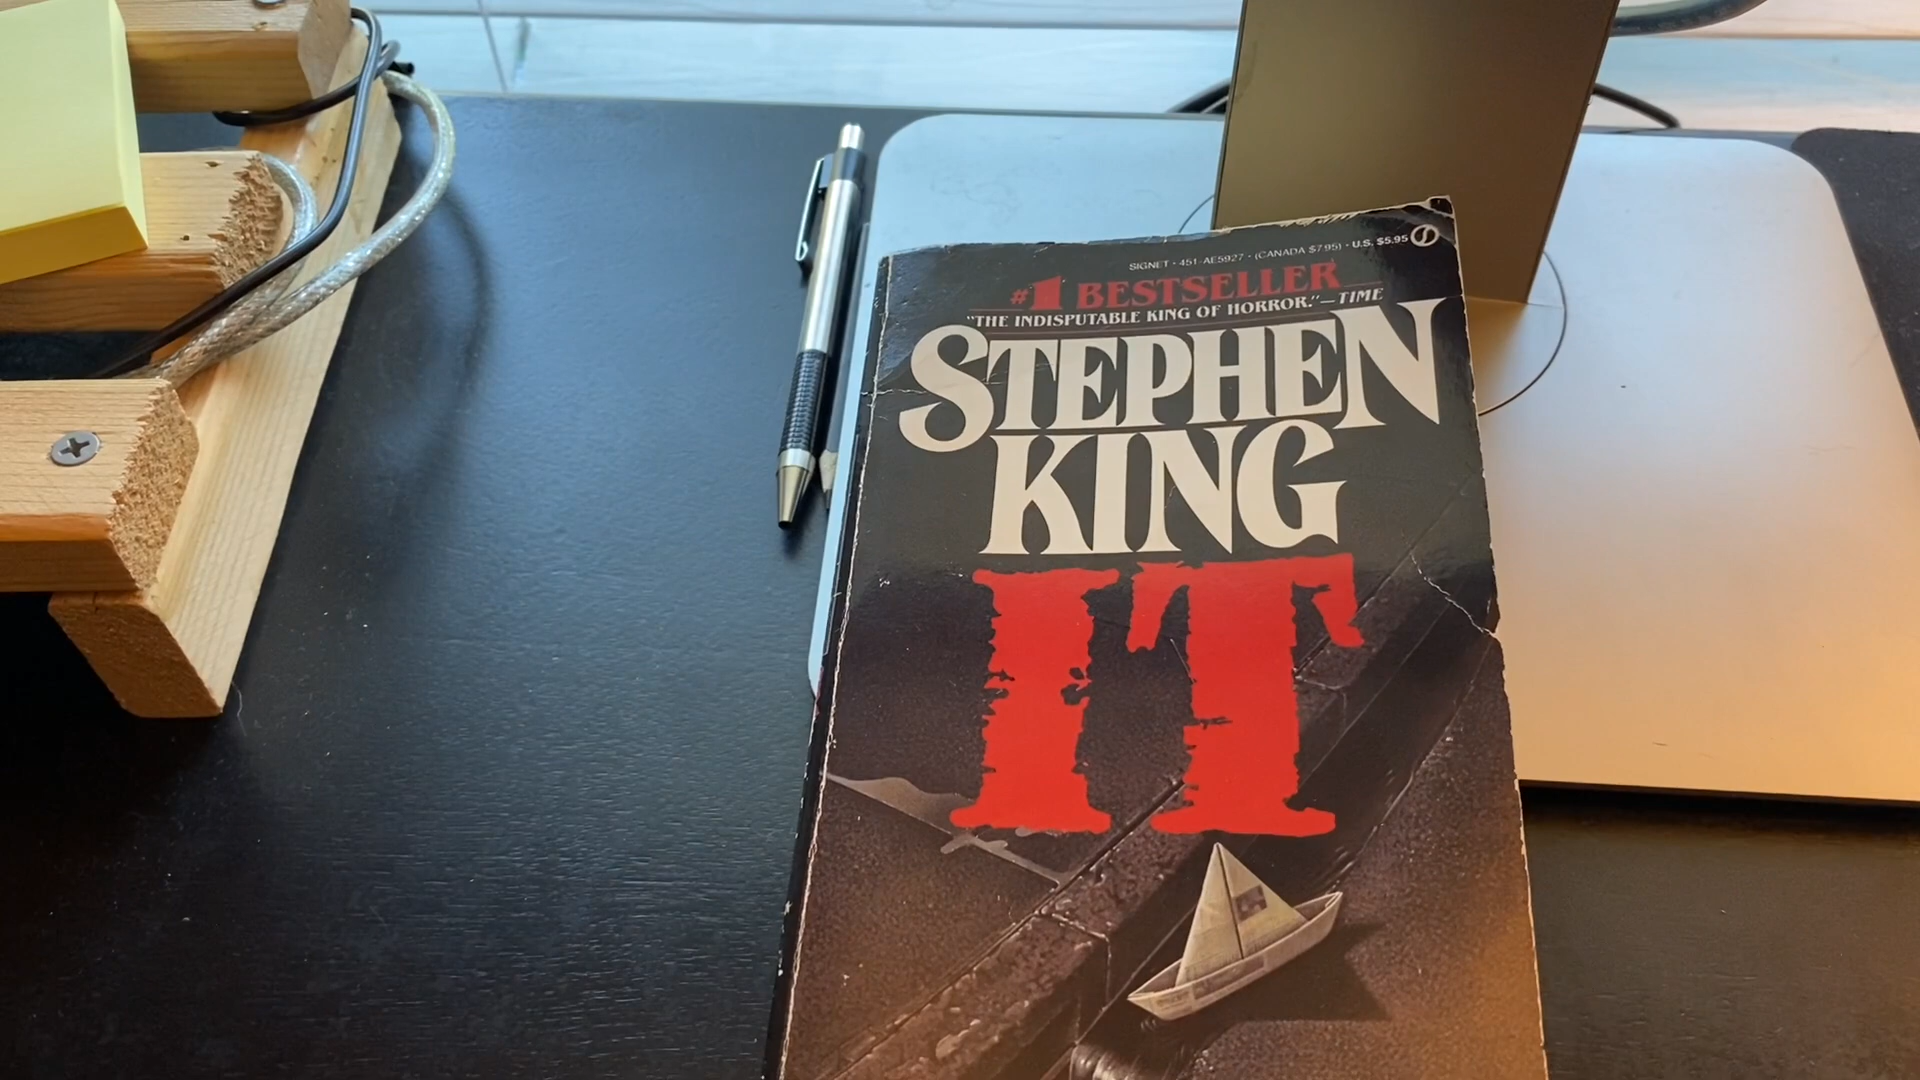 SIGNET • 451-AE5927 • (CANADA $7.95) • U.S. $5.95
#1 BESTSELLER
"THE INDISPUTABLE KING OF HORROR."—TIME
STEPHEN
KING
IT